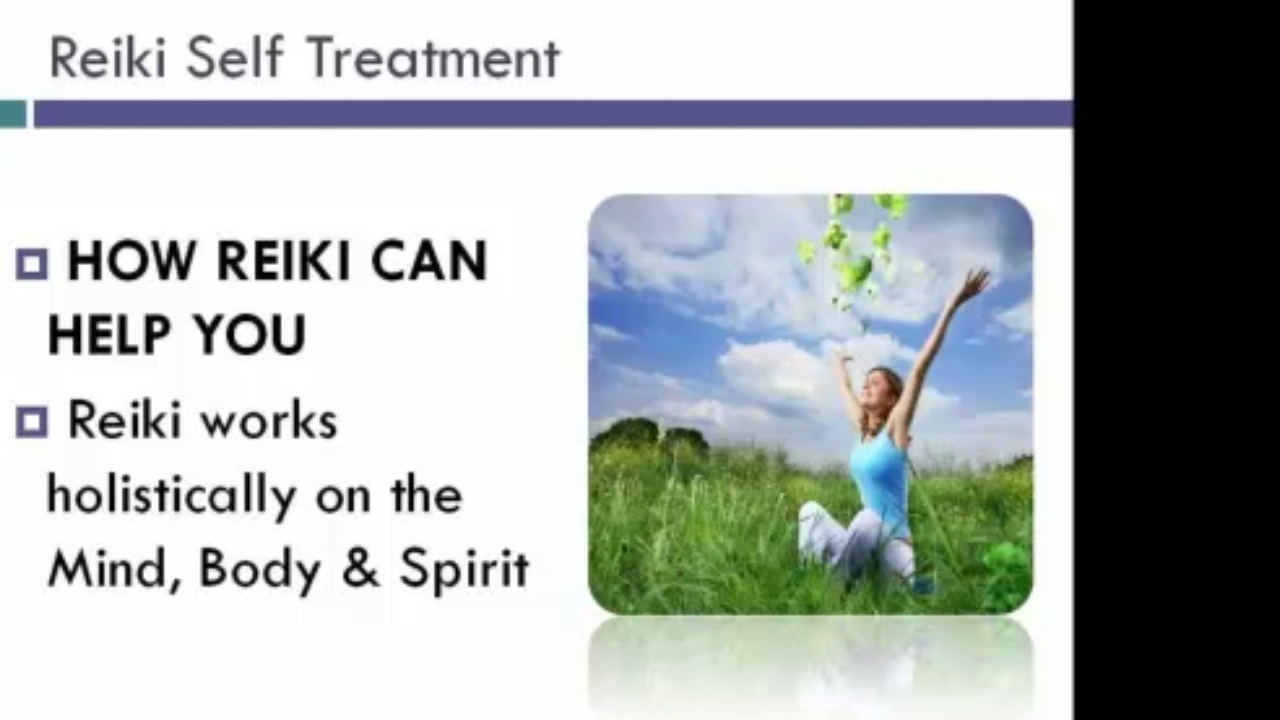 Reiki Self Treatment
HOW REIKI CAN
HELP YOU
Reiki works
holistically on the
Mind, Body & Spirit